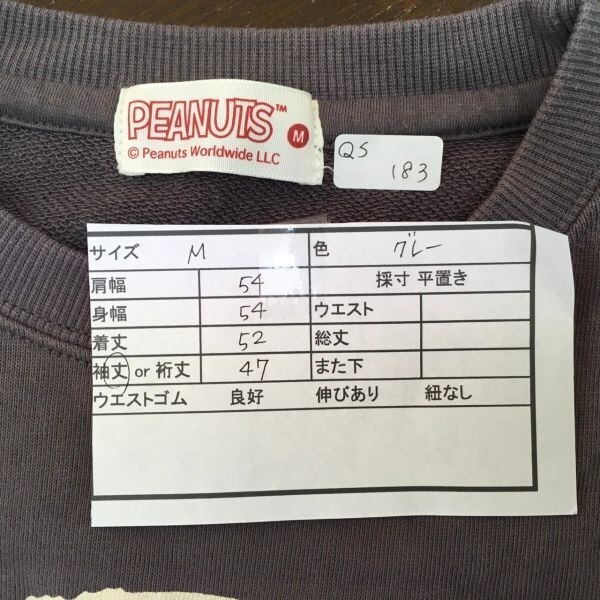 PEANUTS™
M
© Peanuts Worldwide LLC
QS
183
サイズ M 色 グレー
肩幅 54 採寸 平置き
身幅 54 ウエスト
着丈 52 総丈
袖丈 or 裄丈 47 また下
ウエストゴム 良好 伸びあり 紐なし